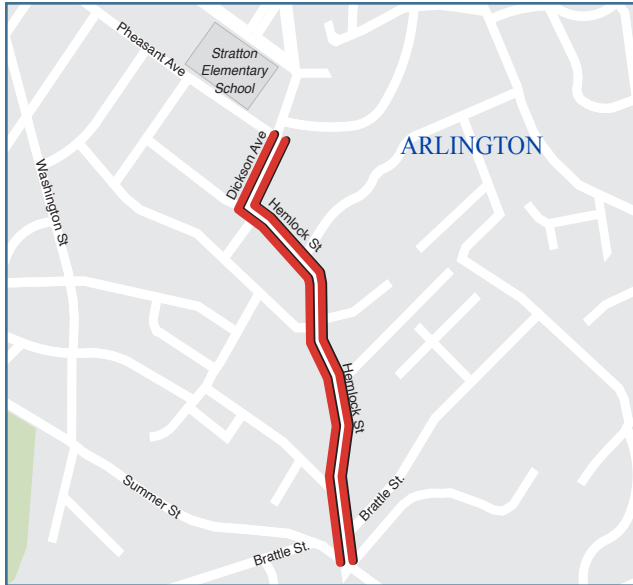 Pheasant Ave
Stratton
Elementary
School
Dickson Ave
ARLINGTON
Washington St
Hemlock St
Hemlock St
Summer St
Brattle St.
Brattle St.